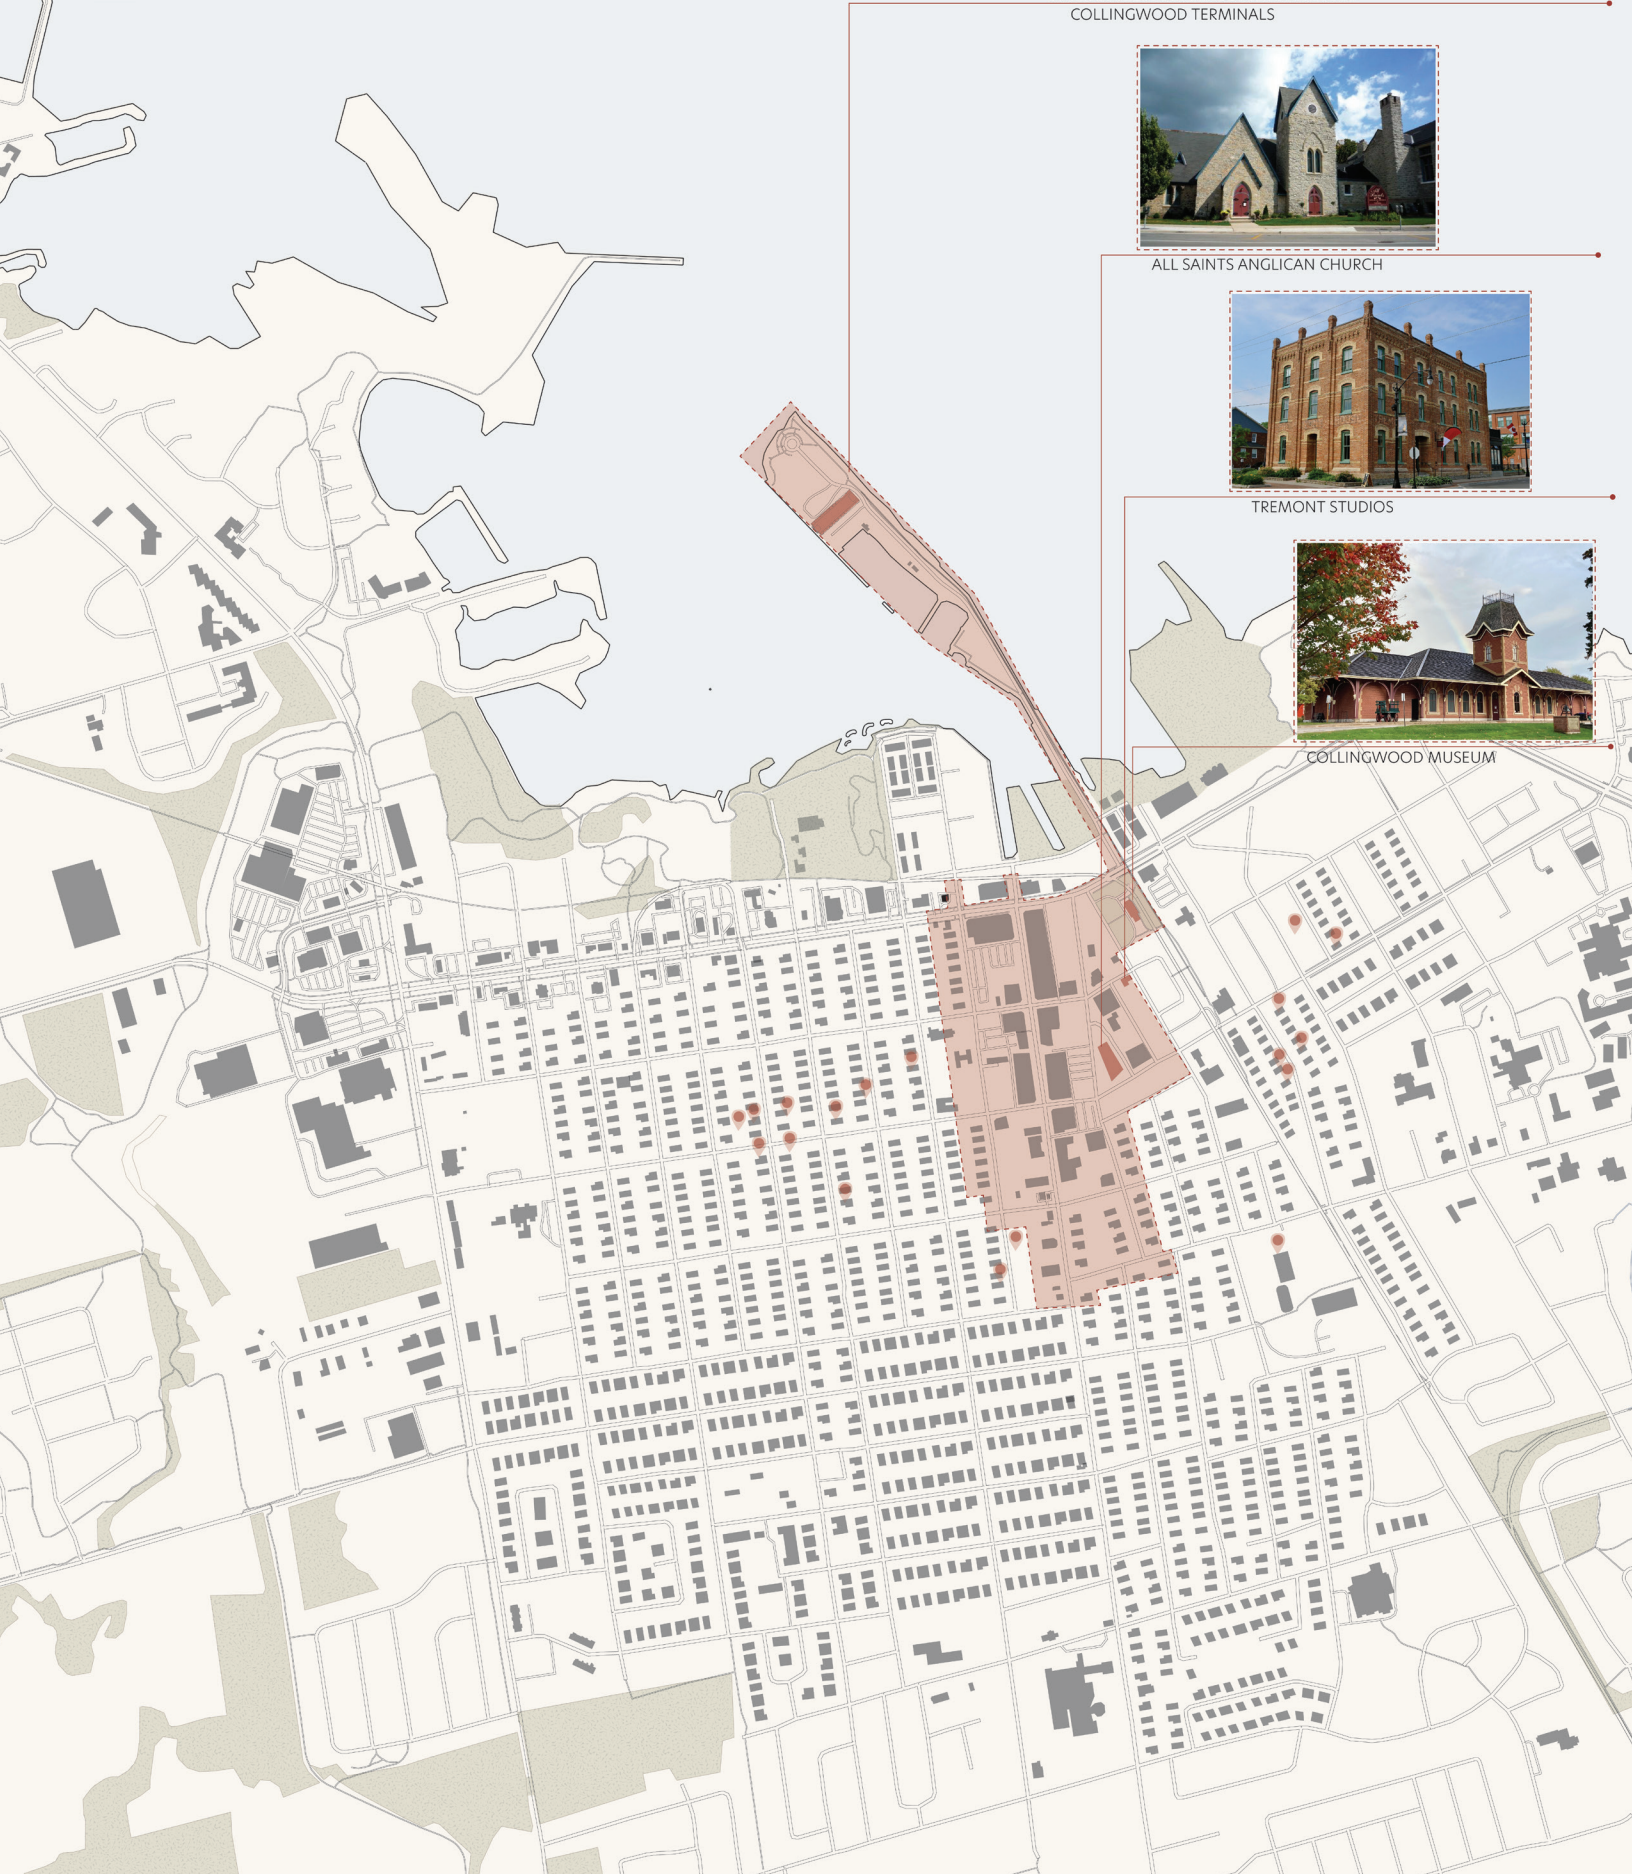 COLLINGWOOD TERMINALS
ALL SAINTS ANGLICAN CHURCH
TREMONT STUDIOS
COLLINGWOOD MUSEUM